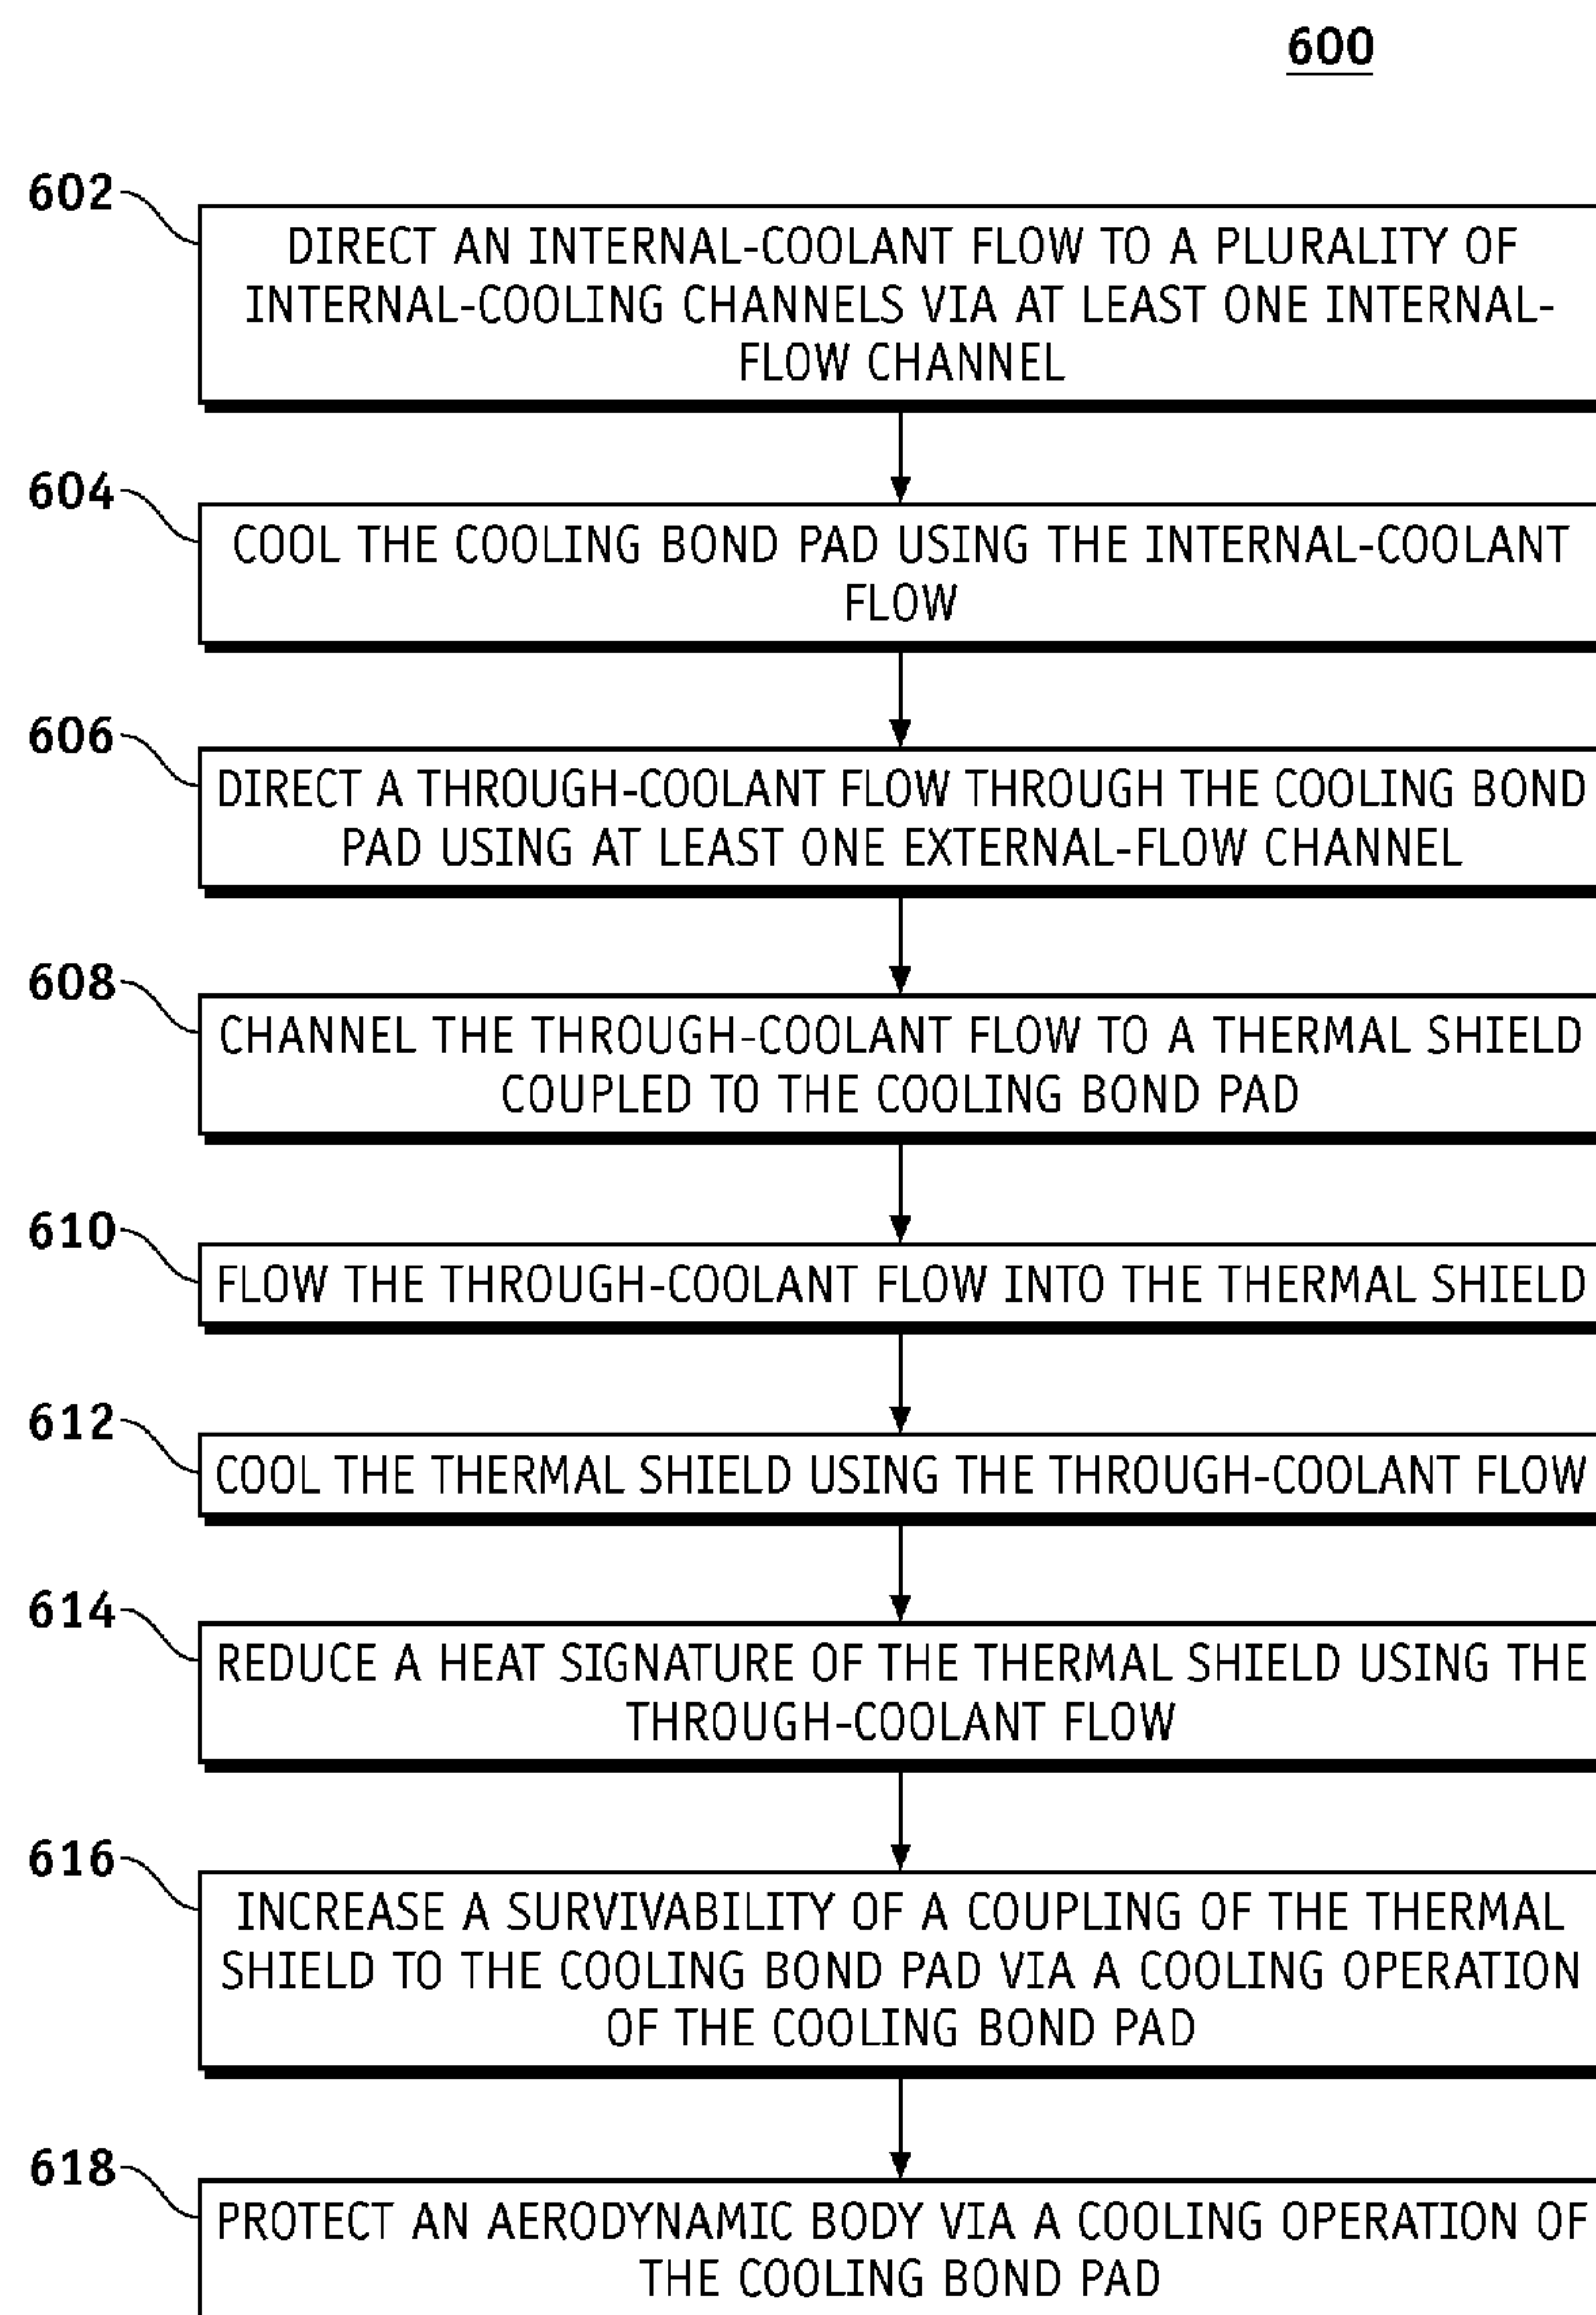 600
602
DIRECT AN INTERNAL-COOLANT FLOW TO A PLURALITY OF
INTERNAL-COOLING CHANNELS VIA AT LEAST ONE INTERNAL-
FLOW CHANNEL
604
COOL THE COOLING BOND PAD USING THE INTERNAL-COOLANT
FLOW
606
DIRECT A THROUGH-COOLANT FLOW THROUGH THE COOLING BOND
PAD USING AT LEAST ONE EXTERNAL-FLOW CHANNEL
608
CHANNEL THE THROUGH-COOLANT FLOW TO A THERMAL SHIELD
COUPLED TO THE COOLING BOND PAD
610
FLOW THE THROUGH-COOLANT FLOW INTO THE THERMAL SHIELD
612
COOL THE THERMAL SHIELD USING THE THROUGH-COOLANT FLOW
614
REDUCE A HEAT SIGNATURE OF THE THERMAL SHIELD USING THE
THROUGH-COOLANT FLOW
616
INCREASE A SURVIVABILITY OF A COUPLING OF THE THERMAL
SHIELD TO THE COOLING BOND PAD VIA A COOLING OPERATION
OF THE COOLING BOND PAD
618
PROTECT AN AERODYNAMIC BODY VIA A COOLING OPERATION OF
THE COOLING BOND PAD